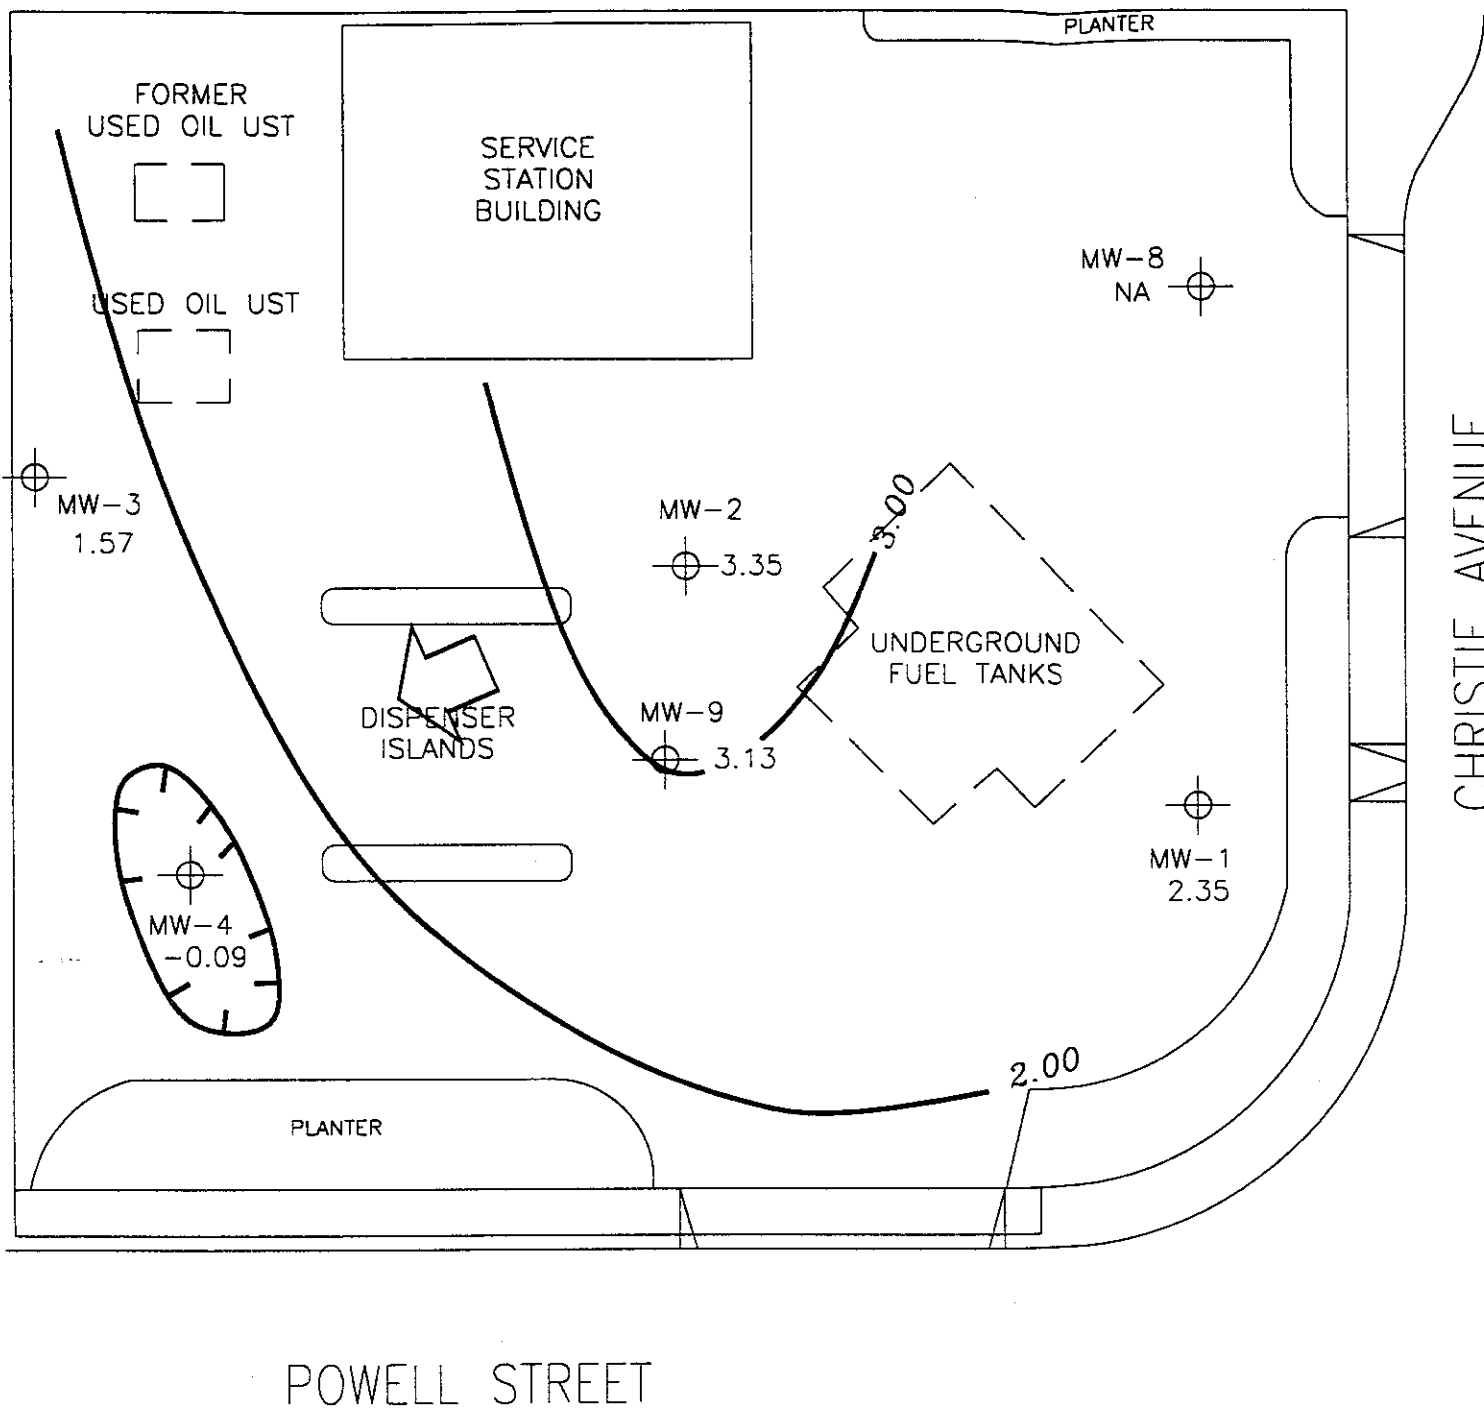 PLANTER
FORMER
USED OIL UST
SERVICE
STATION
BUILDING
MW-8
NA
USED OIL UST
MW-3
1.57
MW-2
3.35
3.00
UNDERGROUND
FUEL TANKS
DISPENSER
ISLANDS
MW-9
3.13
MW-1
2.35
MW-4
-0.09
2.00
PLANTER
CHRISTIE AVENUE
POWELL STREET